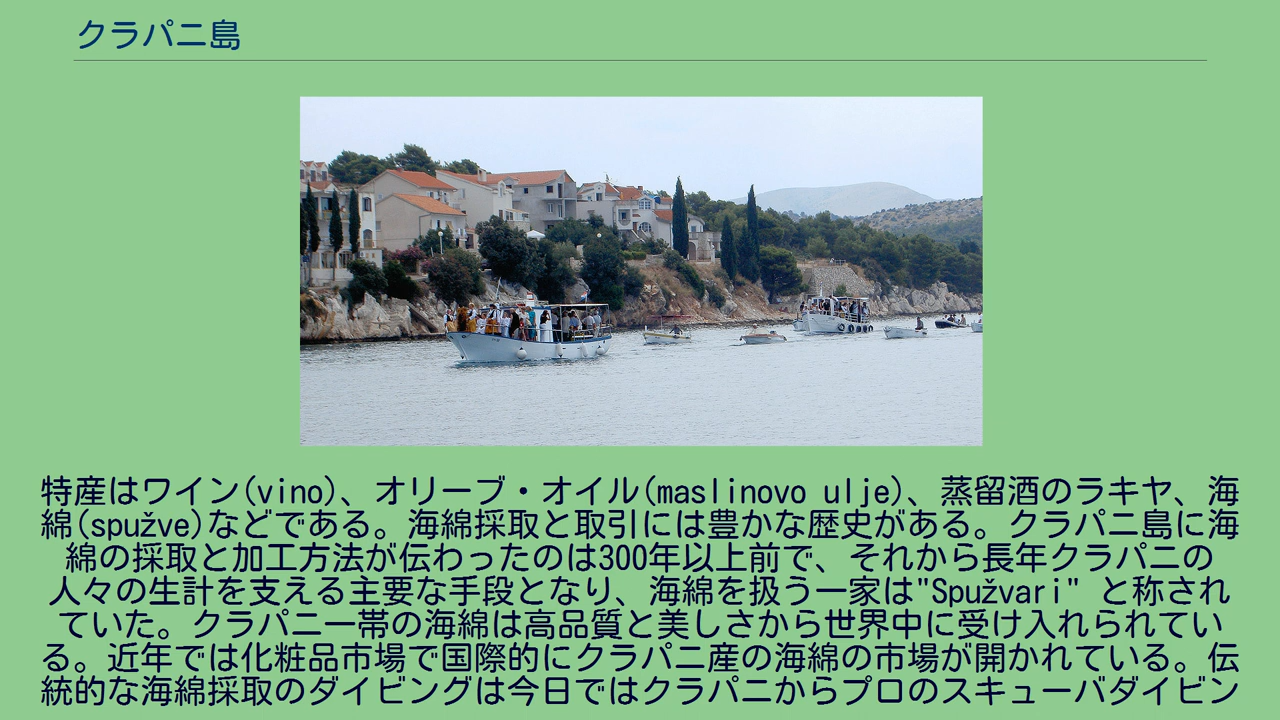 クラパニ島
特産はワイン(vino)、オリーブ・オイル(maslinovo ulje)、蒸留酒のラキヤ、海
綿(spužve)などである。海綿採取と取引には豊かな歴史がある。クラパニ島に海
綿の採取と加工方法が伝わったのは300年以上前で、それから長年クラパニの
人々の生計を支える主要な手段となり、海綿を扱う一家は"Spužvari" と称され
ていた。クラパニ一帯の海綿は高品質と美しさから世界中に受け入れられてい
る。近年では化粧品市場で国際的にクラパニ産の海綿の市場が開かれている。伝
統的な海綿採取のダイビングは今日ではクラパニからプロのスキューバダイビン